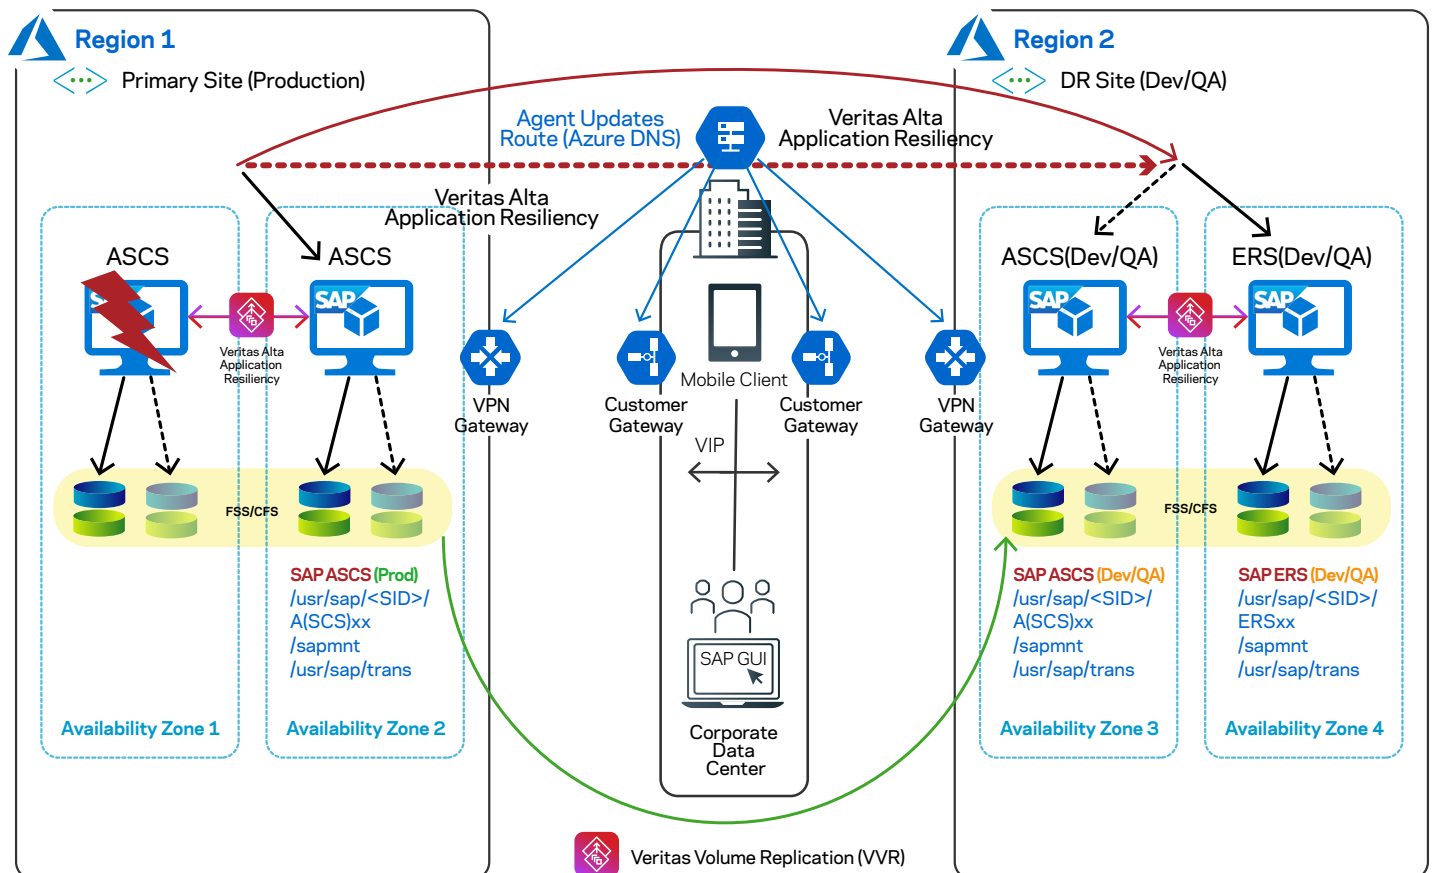 Region 1
Primary Site (Production)
Region 2
DR Site (Dev/QA)
Agent Updates
Route (Azure DNS)
Veritas Alta
Application Resiliency
Veritas Alta
Application Resiliency
ASCS
ASCS
ASCS(Dev/QA)
ERS(Dev/QA)
SAP
SAP
SAP
SAP
Veritas Alta
Application
Resiliency
Veritas Alta
Application
Resiliency
Mobile Client
VPN
Gateway
Customer
Gateway
Customer
Gateway
VPN
Gateway
VIP
FSS/CFS
FSS/CFS
SAP ASCS (Prod)
/usr/sap/<SID>/
A(SCS)xx
/sapmnt
/usr/sap/trans
SAP GUI
SAP ASCS (Dev/QA)
/usr/sap/<SID>/
A(SCS)xx
/sapmnt
/usr/sap/trans
SAP ERS (Dev/QA)
/usr/sap/<SID>/
ERSxx
/sapmnt
/usr/sap/trans
Availability Zone 1
Availability Zone 2
Corporate
Data
Center
Availability Zone 3
Availability Zone 4
Veritas Volume Replication (VVR)